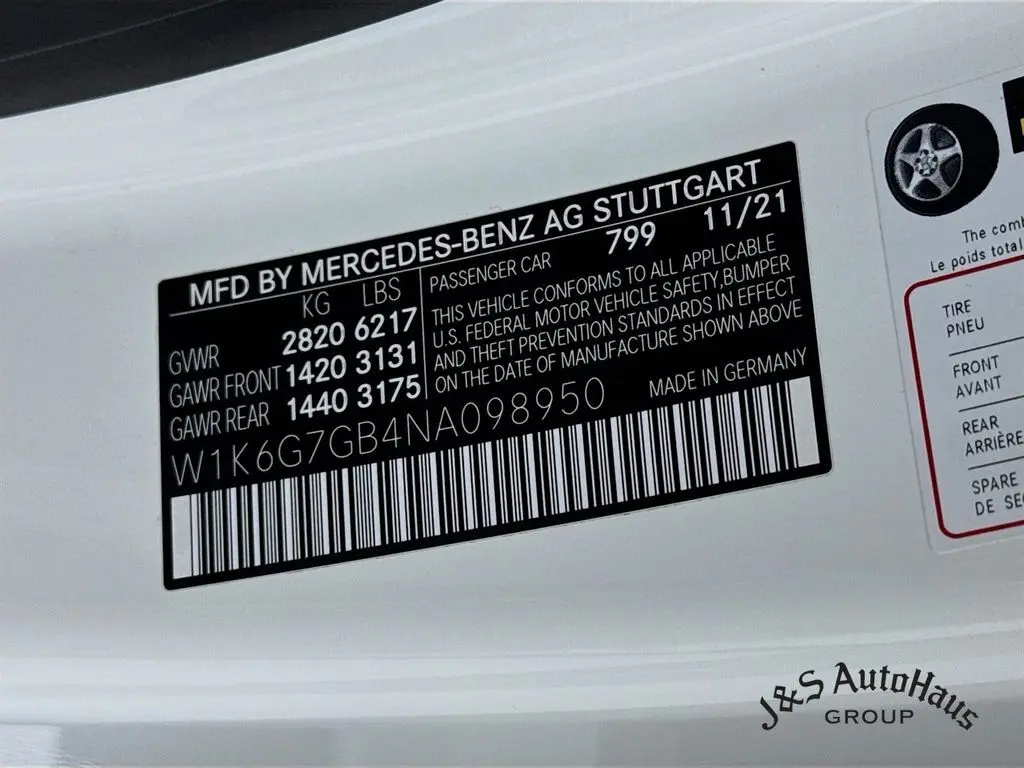 MFD BY MERCEDES-BENZ AG STUTTGART
KG LBS
GVWR 2820 6217
GAWR FRONT 1420 3131
GAWR REAR 1440 3175
PASSENGER CAR 799 11/21
THIS VEHICLE CONFORMS TO ALL APPLICABLE
U.S. FEDERAL MOTOR VEHICLE SAFETY,BUMPER
AND THEFT PREVENTION STANDARDS IN EFFECT
ON THE DATE OF MANUFACTURE SHOWN ABOVE
W1K6G7GB4NA098950 MADE IN GERMANY
The
Le poids total
TIRE
PNEU
FRONT
AVANT
REAR
ARRIÈRE
SPARE
DE
J&S AutoHaus
GROUP